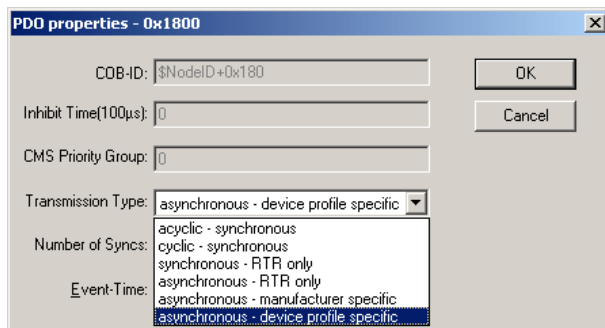 PDO properties - 0x1800
COB-ID: $NodeID+0x180
OK
Inhibit Time(100µs): 0
Cancel
CMS Priority Group: 0
Transmission Type: asynchronous - device profile specific
acyclic - synchronous
Number of Syncs: cyclic - synchronous
synchronous - RTR only
Event-Time: asynchronous - RTR only
asynchronous - manufacturer specific
asynchronous - device profile specific